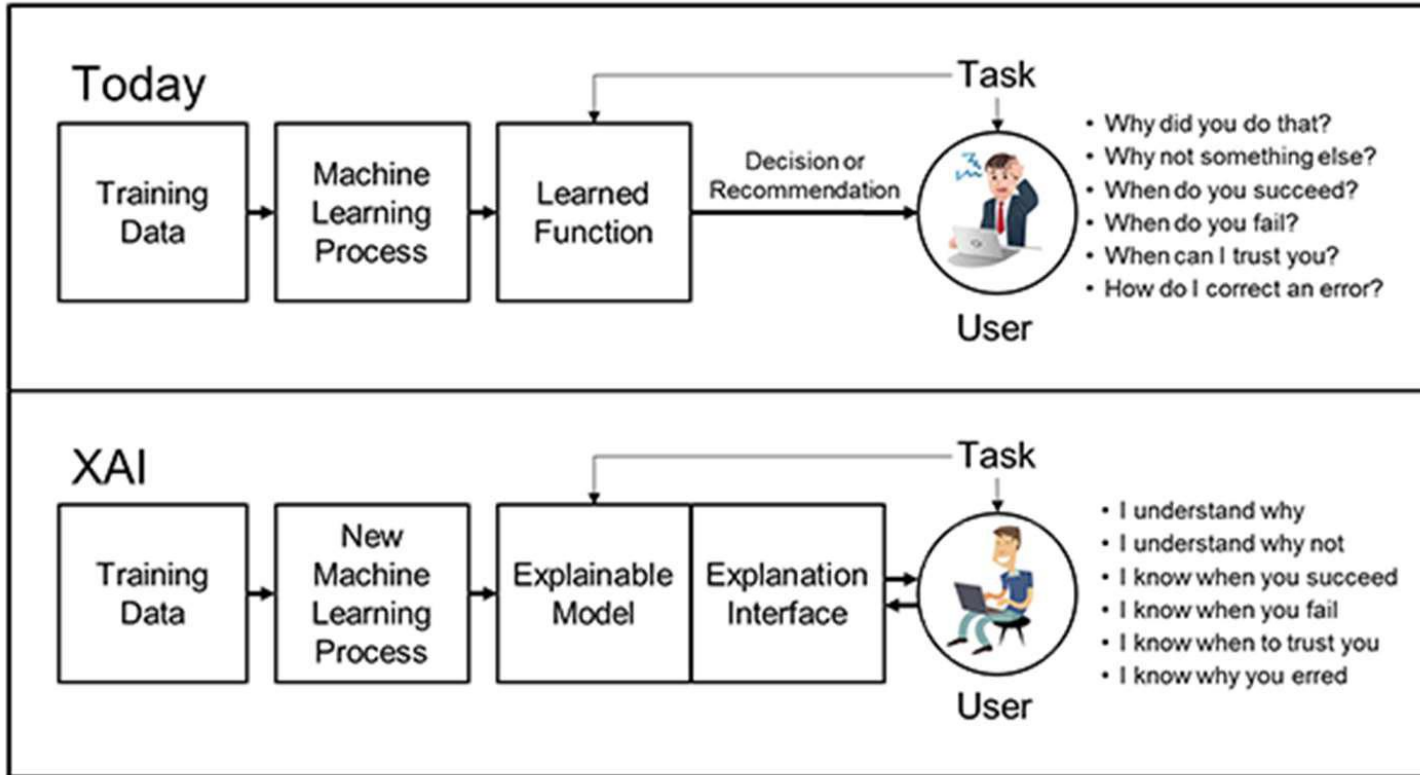 Today
Task
Training
Data
Machine
Learning
Process
Learned
Function
Decision or
Recommendation
User
• Why did you do that?
• Why not something else?
• When do you succeed?
• When do you fail?
• When can I trust you?
• How do I correct an error?
XAI
Task
Training
Data
New
Machine
Learning
Process
Explainable
Model
Explanation
Interface
User
• I understand why
• I understand why not
• I know when you succeed
• I know when you fail
• I know when to trust you
• I know why you erred